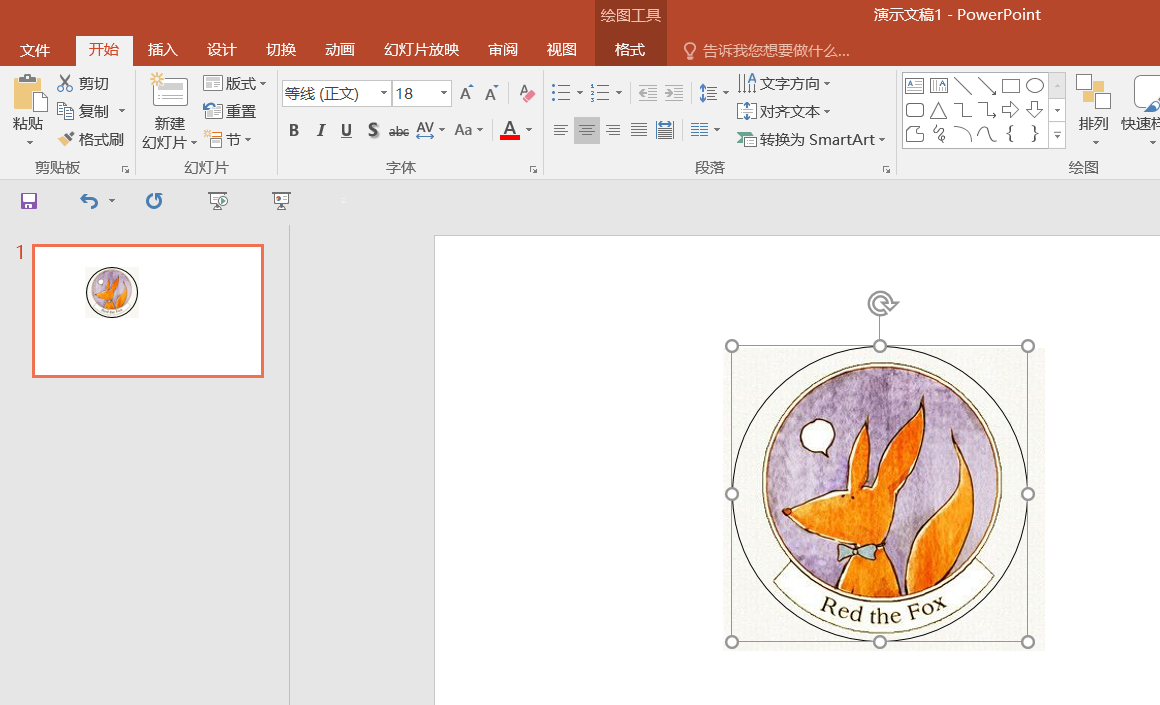 绘图工具
演示文稿1 - PowerPoint
文件 开始 插入 设计 切换 动画 幻灯片放映 审阅 视图 格式 告诉我您想要做什么...
粘贴
剪切
复制
格式刷
剪贴板
新建
幻灯片
版式
重置
节
幻灯片
等线 (正文) 18
B I U S abc AV Aa A
字体
文字方向
对齐文本
转换为 SmartArt
段落
排列
快速样
绘图
1
Red the Fox